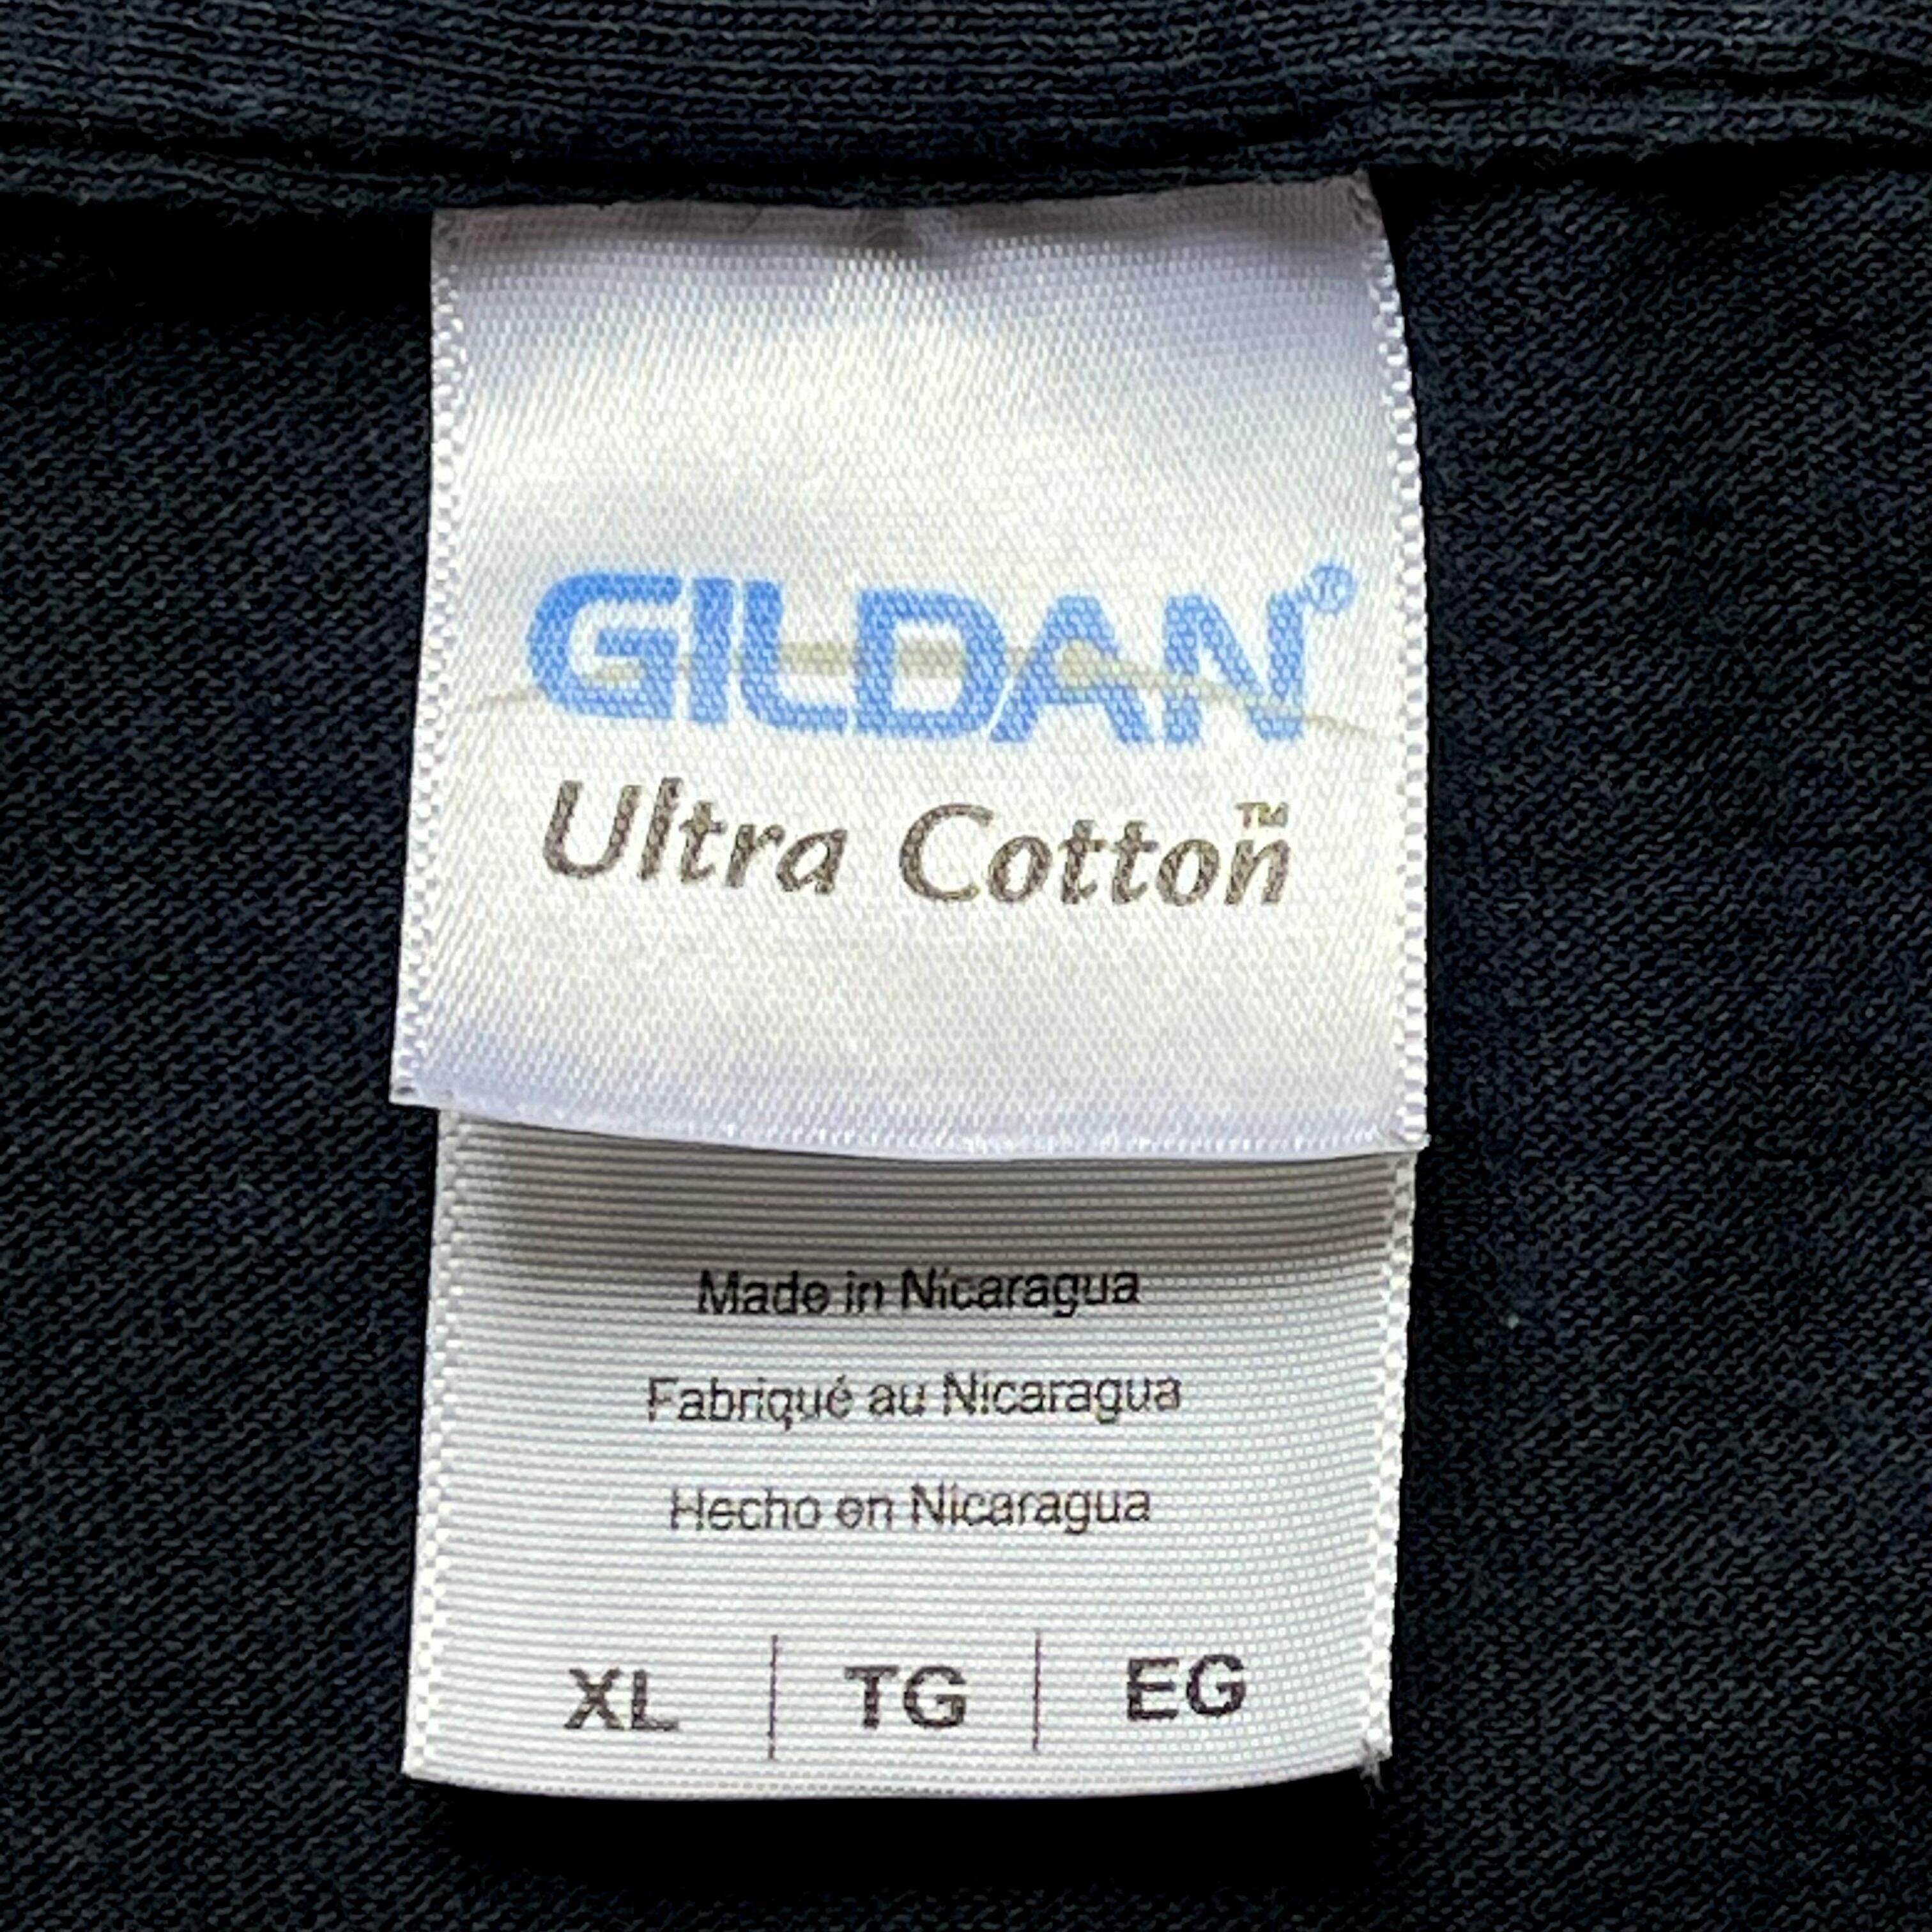 GILDAN®
Ultra Cotton™
Made in Nicaragua
Fabriqué au Nicaragua
Hecho en Nicaragua
XL | TG | EG